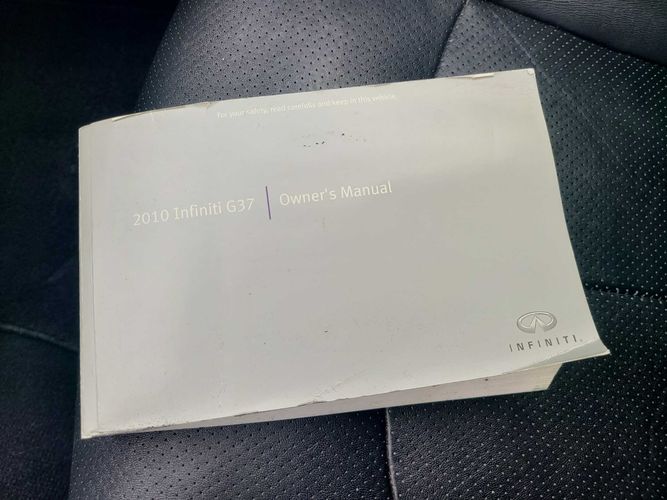 For your safety, read carefully and keep in this vehicle.
2010 Infiniti G37 | Owner's Manual
INFINITI.